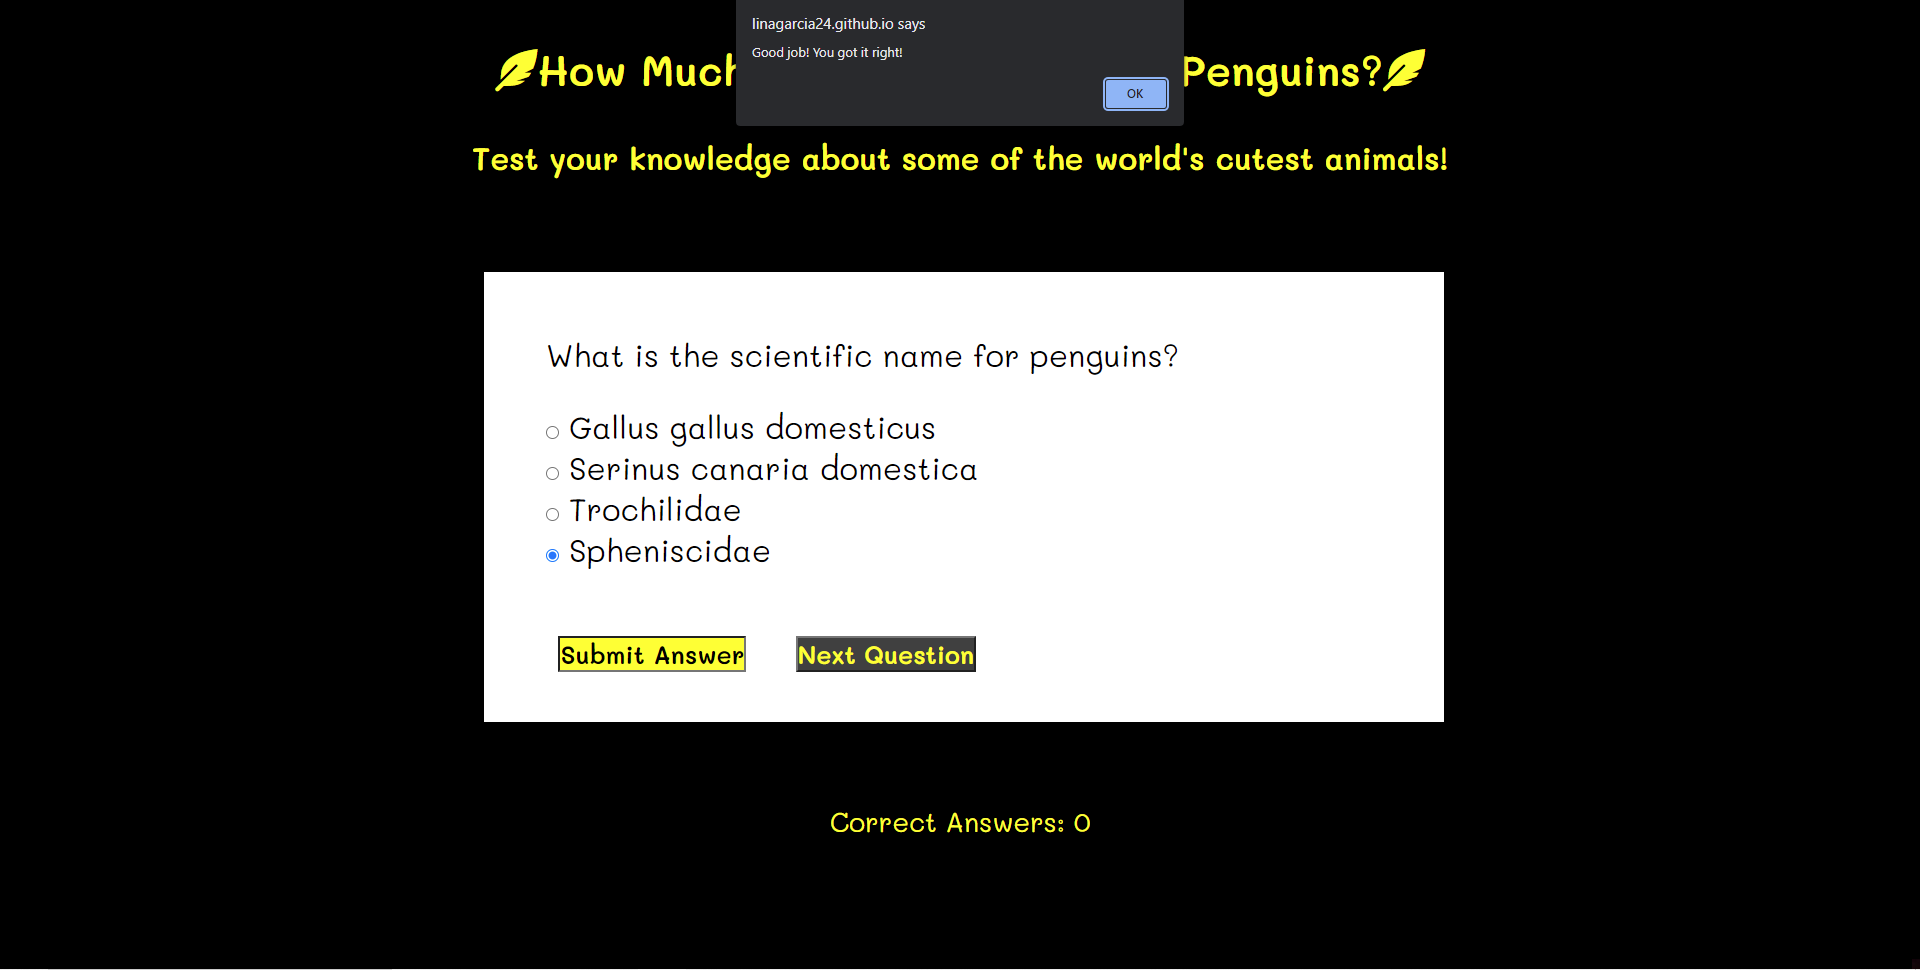 linagarcia24.github.io says
Good job! You got it right!
OK
How Much Penguins?
Test your knowledge about some of the world's cutest animals!
What is the scientific name for penguins?
Gallus gallus domesticus
Serinus canaria domestica
Trochilidae
Spheniscidae
Submit Answer Next Question
Correct Answers: 0